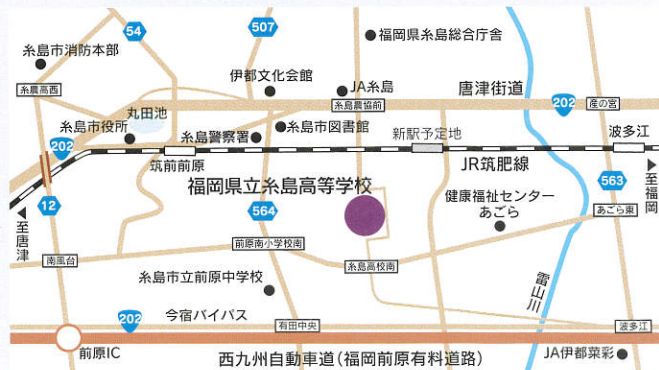 54
507
福岡県糸島総合庁舎
糸島市消防本部
糸農高西
伊都文化会館
JA糸島
唐津街道
糸島農協前
202
産の宮
丸田池
糸島市役所
糸島警察署
糸島市図書館
新駅予定地
波多江
202
筑前前原
JR筑肥線
至福岡
福岡県立糸島高等学校
563
12
564
健康福祉センター
あごら
あごら東
至唐津
前原南小学校南
南風台
糸島高校南
糸島市立前原中学校
雷山川
202
今宿バイパス
有田中央
波多江
前原IC
西九州自動車道(福岡前原有料道路)
JA伊都菜彩